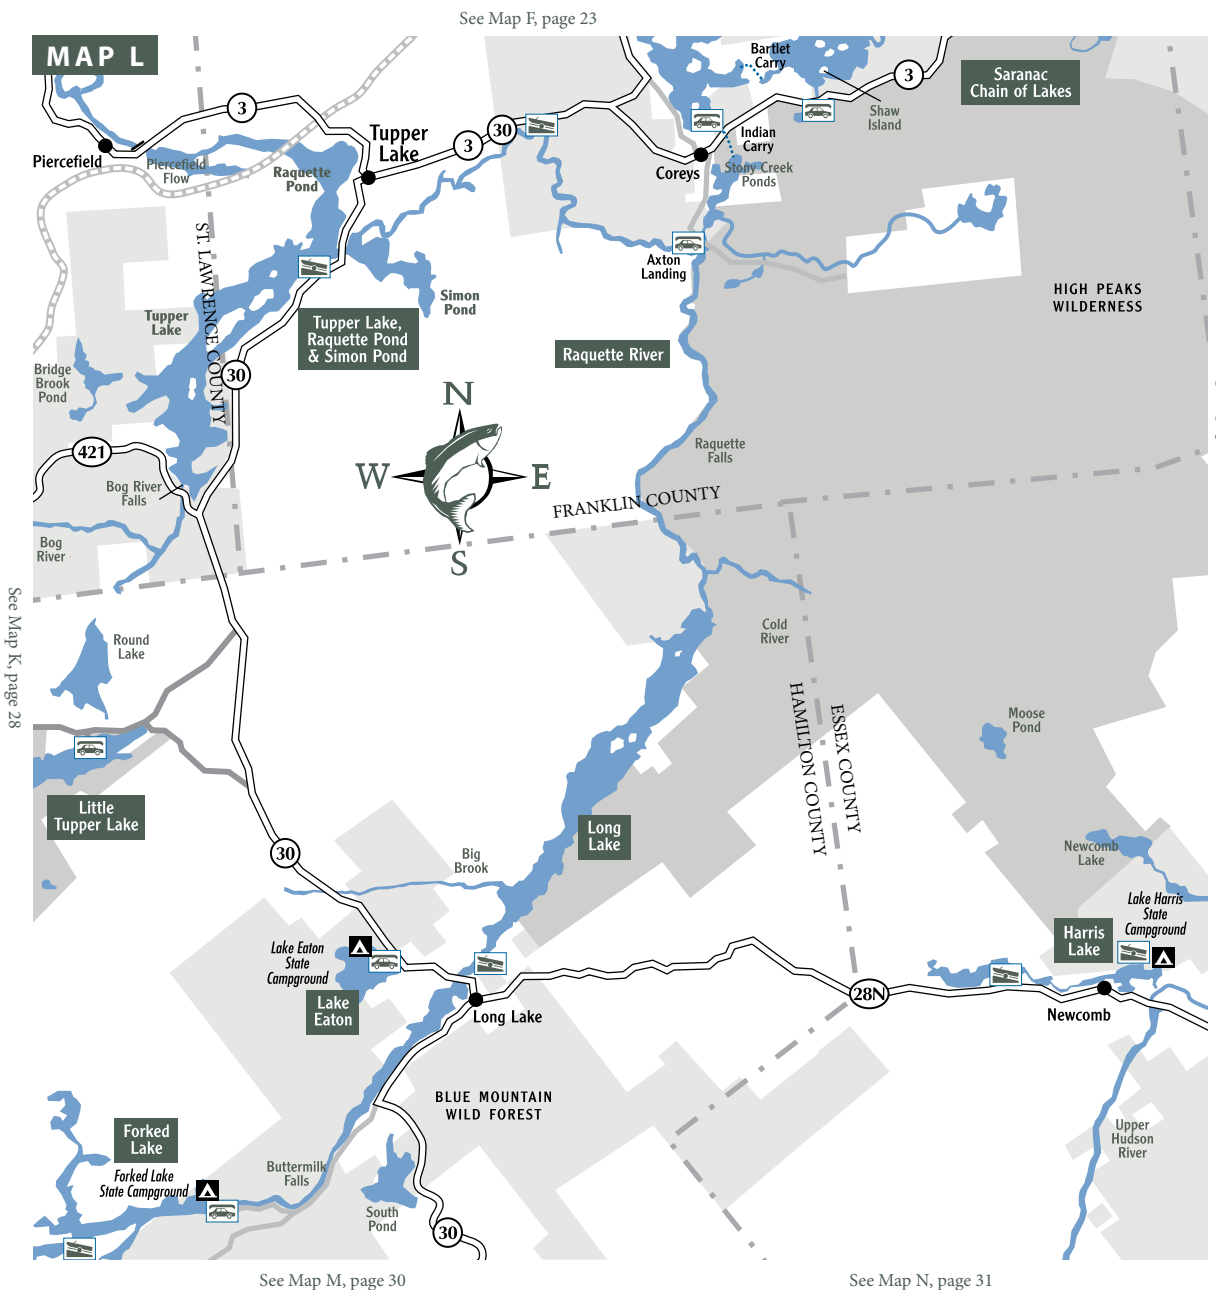 See Map F, page 23
MAP L
Bartlet
Carry
3
Saranac
Chain of Lakes
Shaw
Island
3
Tupper
Lake
3
30
Indian
Carry
Piercefield
Piercefield
Flow
Raquette
Pond
Coreys
Stony Creek
Ponds
ST. LAWRENCE COUNTY
Axton
Landing
HIGH PEAKS
WILDERNESS
Simon
Pond
Tupper
Lake
Tupper Lake,
Raquette Pond
& Simon Pond
Raquette River
Bridge
Brook
Pond
30
N
W
E
S
421
Raquette
Falls
Bog River
Falls
FRANKLIN COUNTY
Bog
River
See Map K, page 28
Round
Lake
Cold
River
HAMILTON COUNTY
ESSEX COUNTY
Moose
Pond
Little
Tupper Lake
Long
Lake
30
Big
Brook
Newcomb
Lake
Lake Harris
State
Campground
Harris
Lake
Lake Eaton
State
Campground
Lake
Eaton
Long Lake
28N
Newcomb
BLUE MOUNTAIN
WILD FOREST
Forked
Lake
Forked Lake
State Campground
Buttermilk
Falls
South
Pond
30
Upper
Hudson
River
See Map M, page 30
See Map N, page 31